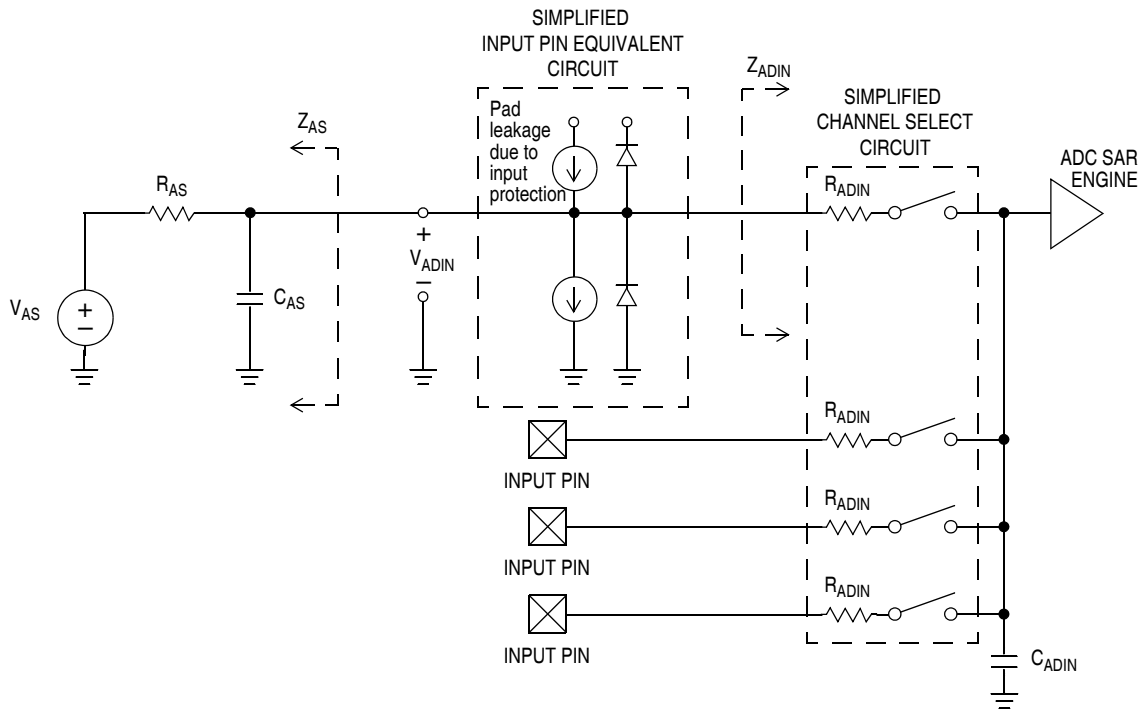 SIMPLIFIED
INPUT PIN EQUIVALENT
CIRCUIT
Pad
leakage
due to
input
protection
Z_AS
Z_ADIN
SIMPLIFIED
CHANNEL SELECT
CIRCUIT
ADC SAR
ENGINE
R_AS
R_ADIN
+
V_ADIN
−
V_AS
+
−
C_AS
R_ADIN
INPUT PIN
R_ADIN
INPUT PIN
R_ADIN
INPUT PIN
C_ADIN